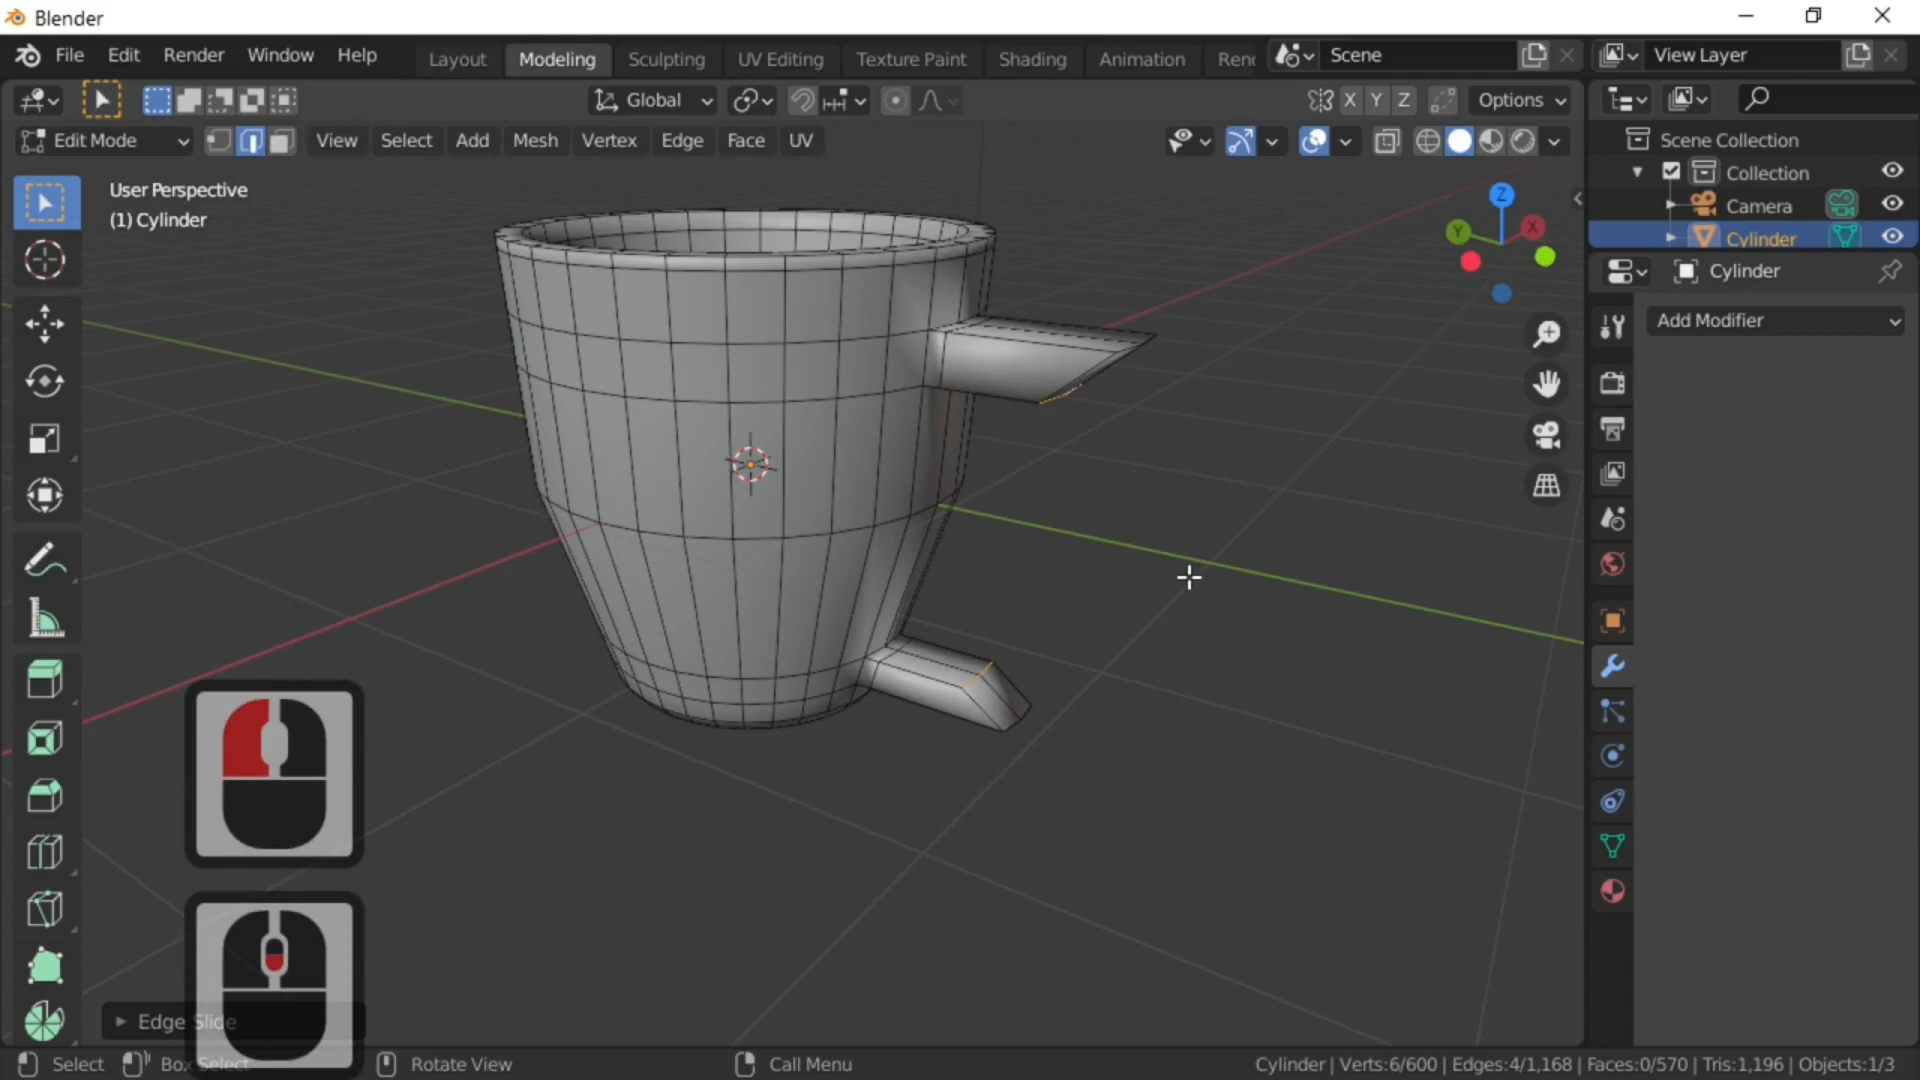 Blender
File Edit Render Window Help Layout Modeling Sculpting UV Editing Texture Paint Shading Animation Scene View Layer
Global X Y Z Options
Edit Mode View Select Add Mesh Vertex Edge Face UV
Scene Collection
Collection
Camera
Cylinder
Cylinder
Add Modifier
User Perspective
(1) Cylinder
Z
Y
X
Edge Slide
Select Box Select Rotate View Call Menu Cylinder | Verts:6/600 | Edges:4/1,168 | Faces:0/570 | Tris:1,196 | Objects:1/3